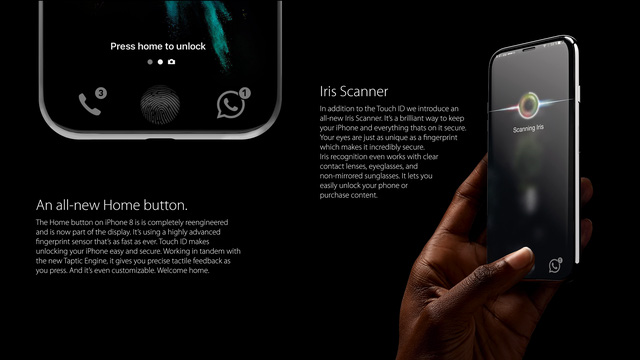 Press home to unlock
3
1
An all-new Home button.
The Home button on iPhone 8 is is completely reengineered
and is now part of the display. It's using a highly advanced
fingerprint sensor that's as fast as ever. Touch ID makes
unlocking your iPhone easy and secure. Working in tandem with
the new Taptic Engine, it gives you precise tactile feedback as
you press. And it's even customizable. Welcome home.
Iris Scanner
In addition to the Touch ID we introduce an
all-new Iris Scanner. It's a brilliant way to keep
your iPhone and everything thats on it secure.
Your eyes are just as unique as a fingerprint
which makes it incredibly secure.
Iris recognition even works with clear
contact lenses, eyeglasses, and
non-mirrored sunglasses. It lets you
easily unlock your phone or
purchase content.
Scanning Iris